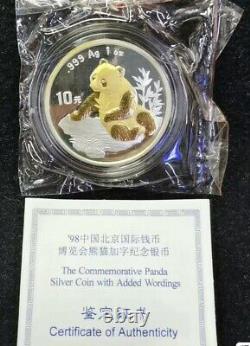 .999 Ag 1 oz
10元
'98中国北京国际钱币
博览会熊猫加字纪念银币
The Commemorative Panda
Silver Coin with Added Wordings
鉴定证书
Certificate of Authenticity